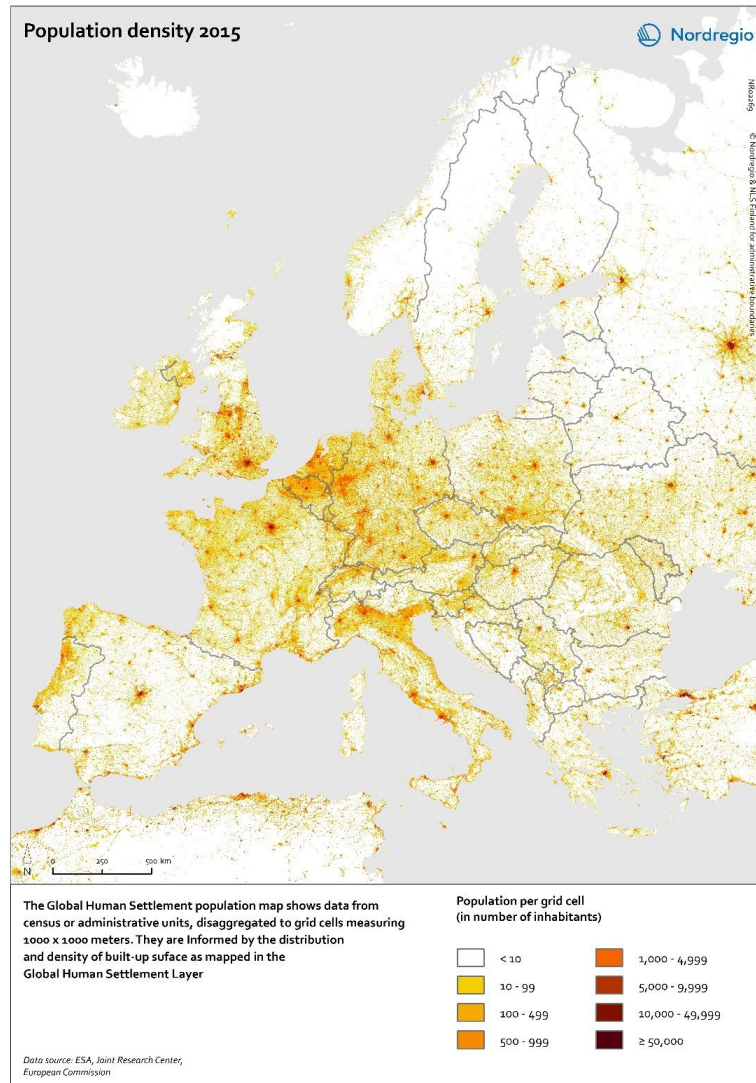 Population density 2015
Nordregio
NR02269
© Nordregio & NLS Finland for administrative boundaries
N
0 250 500 km
The Global Human Settlement population map shows data from
census or administrative units, disaggregated to grid cells measuring
1000 x 1000 meters. They are Informed by the distribution
and density of built-up suface as mapped in the
Global Human Settlement Layer
Data source: ESA, Joint Research Center,
European Commission
Population per grid cell
(in number of inhabitants)
< 10
10 - 99
100 - 499
500 - 999
1,000 - 4,999
5,000 - 9,999
10,000 - 49,999
≥ 50,000